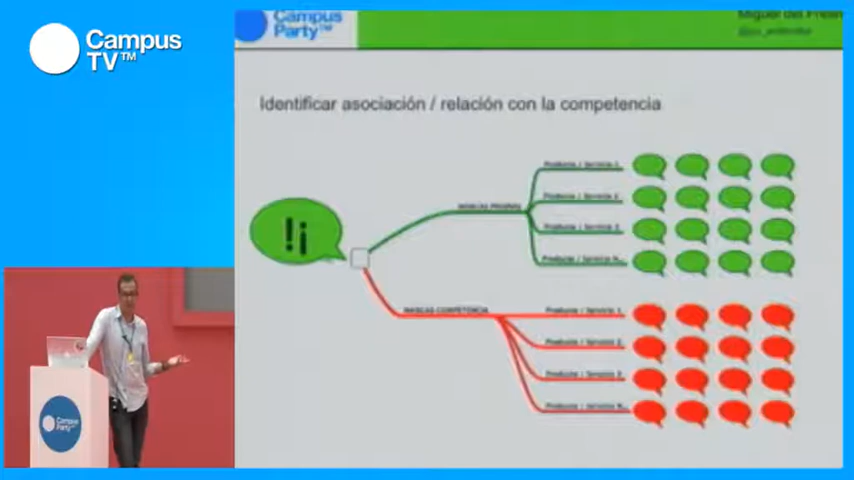 Campus
TV™
Campus
Party™
Miguel del Fresn
Identificar asociación / relación con la competencia
Producto / Servicio 1
Producto / Servicio 2
MARCAS PROPIAS
Producto / Servicio 3
!¡
Producto / Servicio N...
MARCAS COMPETENCIA
Producto / Servicio 1
Producto / Servicio 2
Producto / Servicio 3
Producto / Servicio N...
Campus
Party